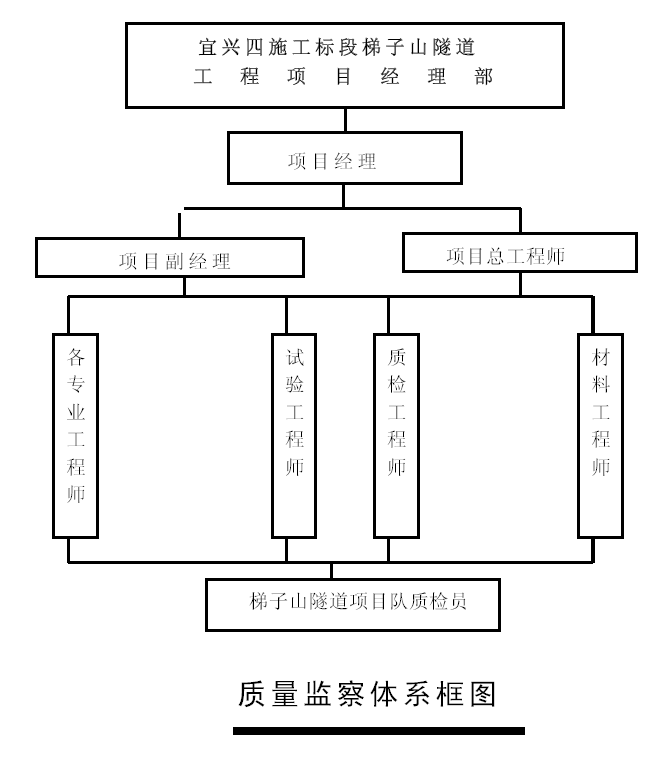 宜兴四施工标段梯子山隧道
工程项目经理部
项目经理
项目副经理
项目总工程师
各专业工程师
试验工程师
质检工程师
材料工程师
梯子山隧道项目队质检员
质量监察体系框图